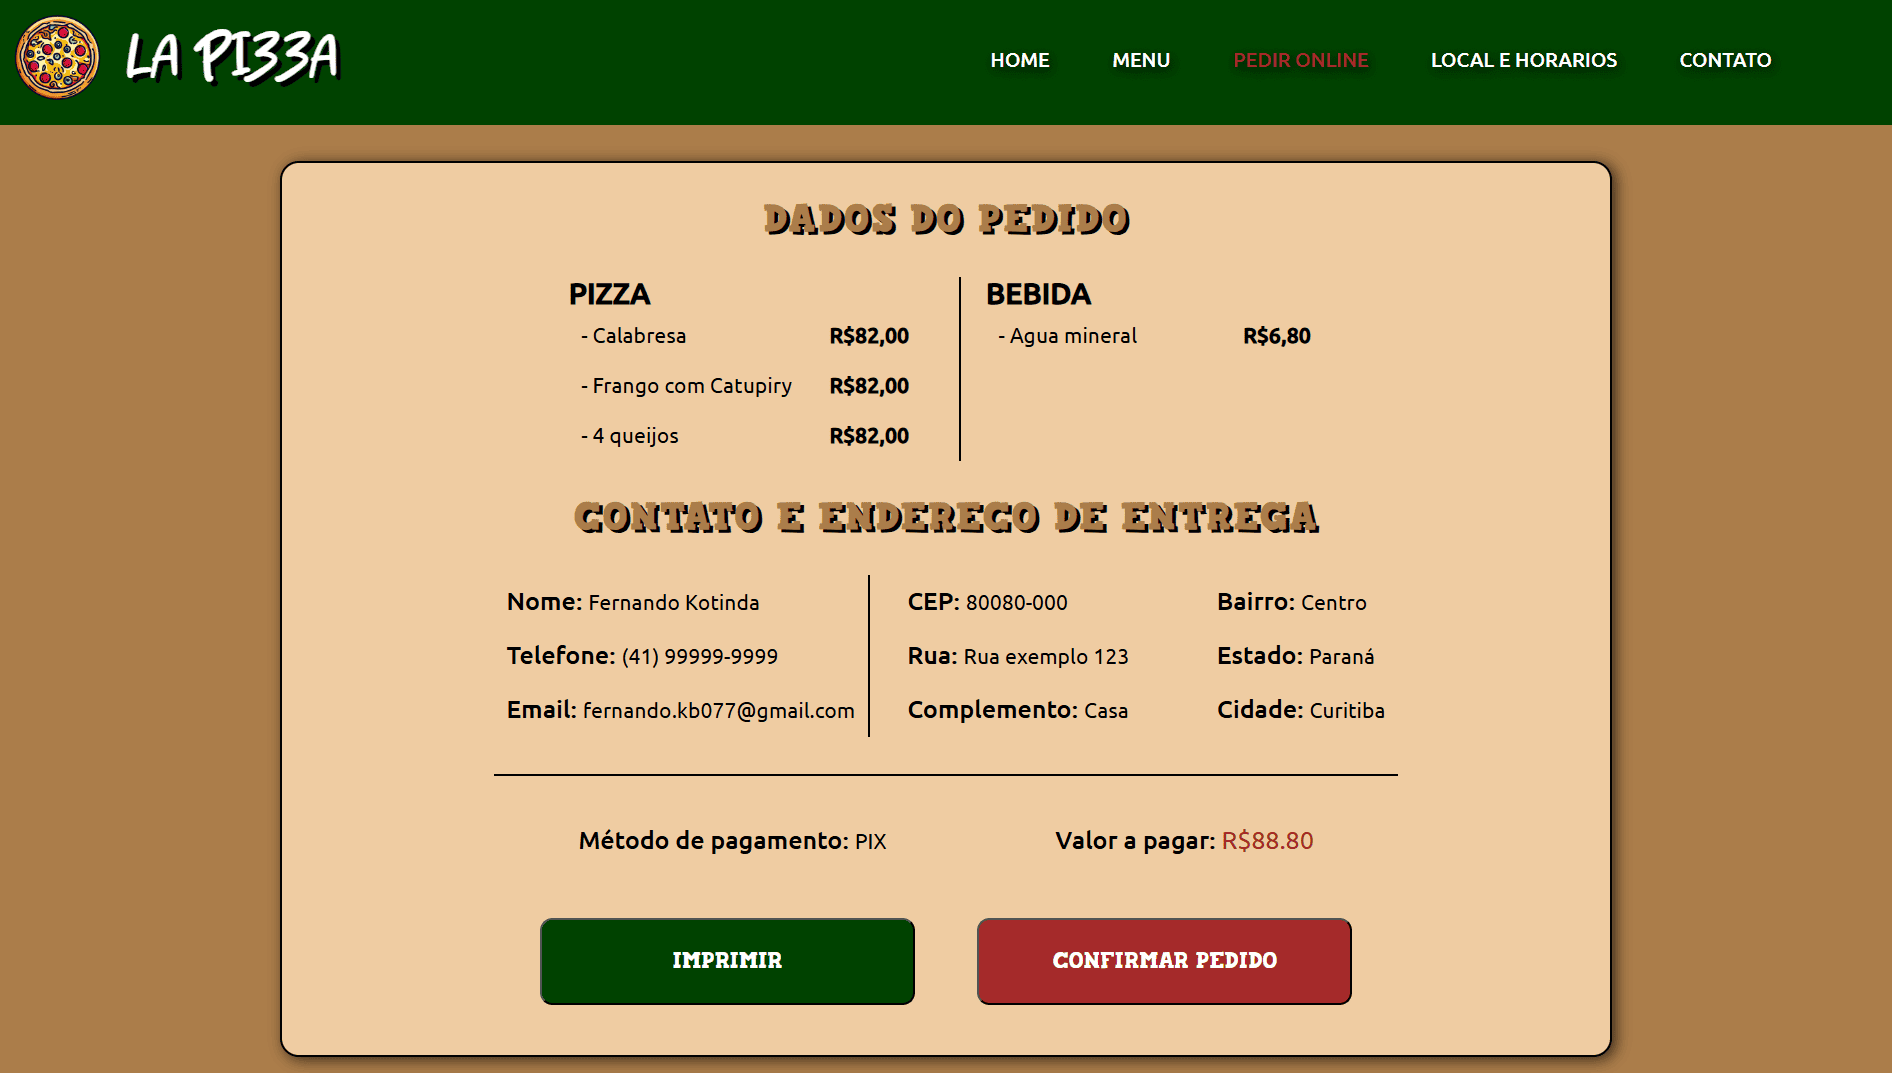 LA PI33A
HOME MENU PEDIR ONLINE LOCAL E HORARIOS CONTATO
DADOS DO PEDIDO
PIZZA
- Calabresa R$82,00
- Frango com Catupiry R$82,00
- 4 queijos R$82,00
BEBIDA
- Agua mineral R$6,80
CONTATO E ENDERECO DE ENTREGA
Nome: Fernando Kotinda
Telefone: (41) 99999-9999
Email: fernando.kb077@gmail.com
CEP: 80080-000
Rua: Rua exemplo 123
Complemento: Casa
Bairro: Centro
Estado: Paraná
Cidade: Curitiba
Método de pagamento: PIX
Valor a pagar: R$88.80
IMPRIMIR
CONFIRMAR PEDIDO